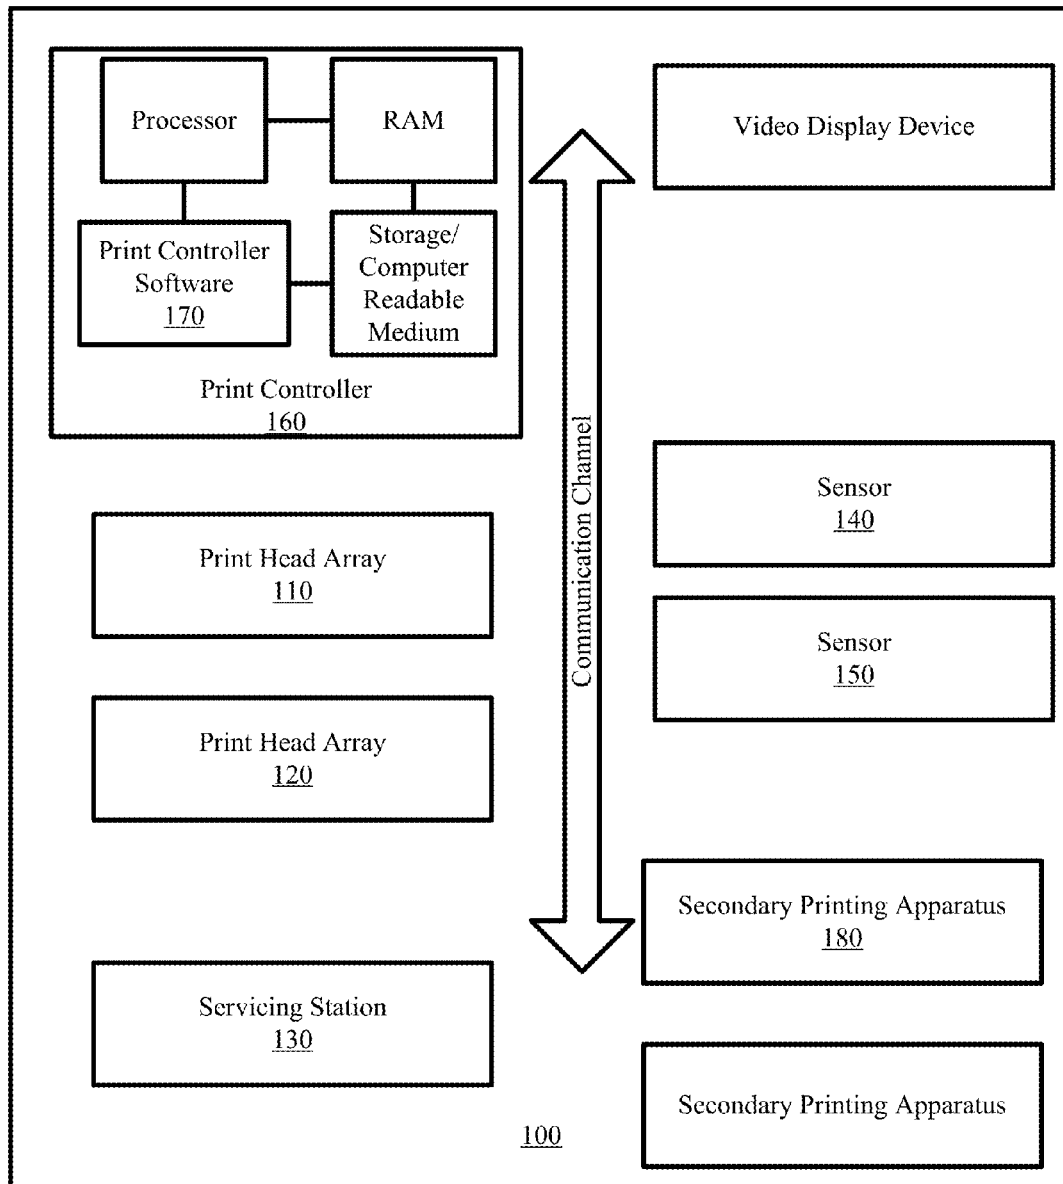 Processor
RAM
Print Controller
Software
170
Storage/
Computer
Readable
Medium
Print Controller
160
Video Display Device
Communication Channel
Sensor
140
Sensor
150
Print Head Array
110
Print Head Array
120
Secondary Printing Apparatus
180
Servicing Station
130
Secondary Printing Apparatus
100